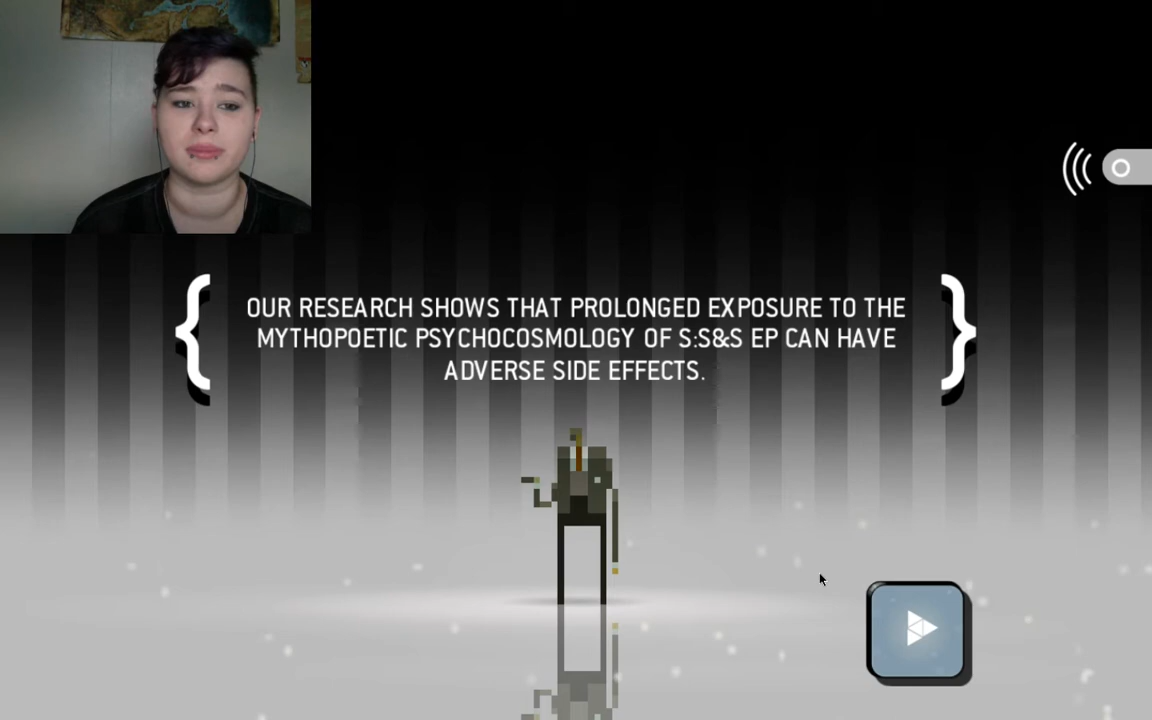 OUR RESEARCH SHOWS THAT PROLONGED EXPOSURE TO THE
MYTHOPOETIC PSYCHOCOSMOLOGY OF S:S&S EP CAN HAVE
ADVERSE SIDE EFFECTS.